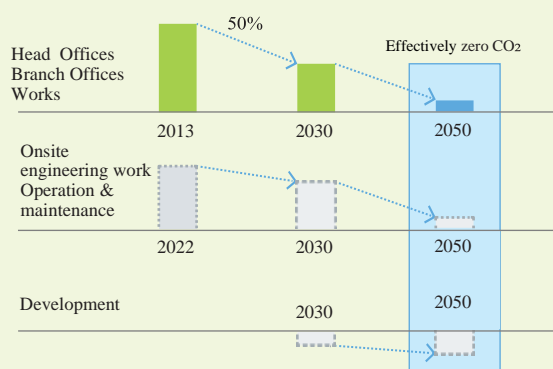 50%
Effectively zero CO2
Head Offices
Branch Offices
Works
2013
2030
2050
Onsite
engineering work
Operation &
maintenance
2022
2030
2050
Development
2030
2050